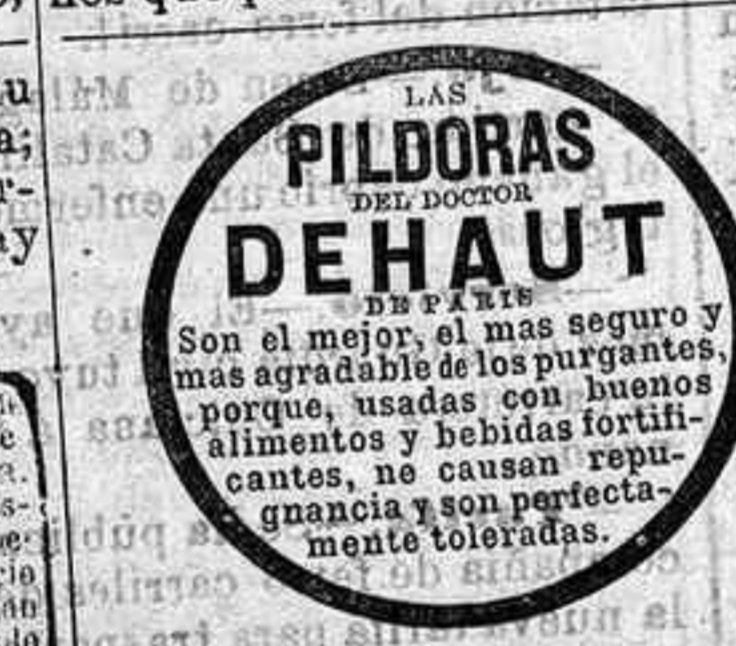 LAS
PILDORAS
DEL DOCTOR
DEHAUT
DE PARIS
Son el mejor, el mas seguro y
mas agradable de los purgantes,
porque, usadas con buenos
alimentos y bebidas fortifi-
cantes, ne causan repu-
gnancia y son perfecta-
mente toleradas.